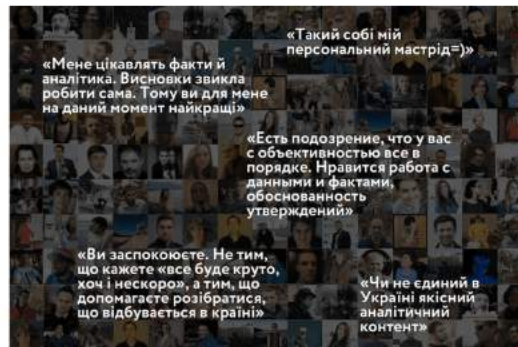 «Такий собі мій
персональний мастрід=)»
«Мене цікавлять факти й
аналітика. Висновки звикла
робити сама. Тому ви для мене
на даний момент найкращі»
«Есть подозрение, что у вас
с объективностью все в
порядке. Нравится работа с
данными и фактами,
обоснованность
утверждений»
«Ви заспокоюєте. Не тим,
що кажете «все буде круто,
хоч і нескоро», а тим, що
допомагаєте розібратися,
що відбувається в країні»
«Чи не єдиний в
Україні якісний
аналітичний
контент»